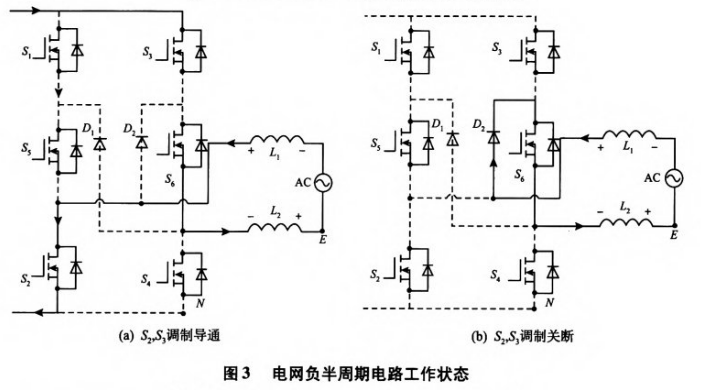 S1
S3
D1
D2
S5
S6
+ L1 −
AC
− L2 +
E
S2
S4
N
(a) S2,S3调制导通
S1
S3
D1
D2
S5
S6
+ L1 −
AC
− L2 +
E
S2
S4
N
(b) S2,S3调制关断
图3 电网负半周期电路工作状态